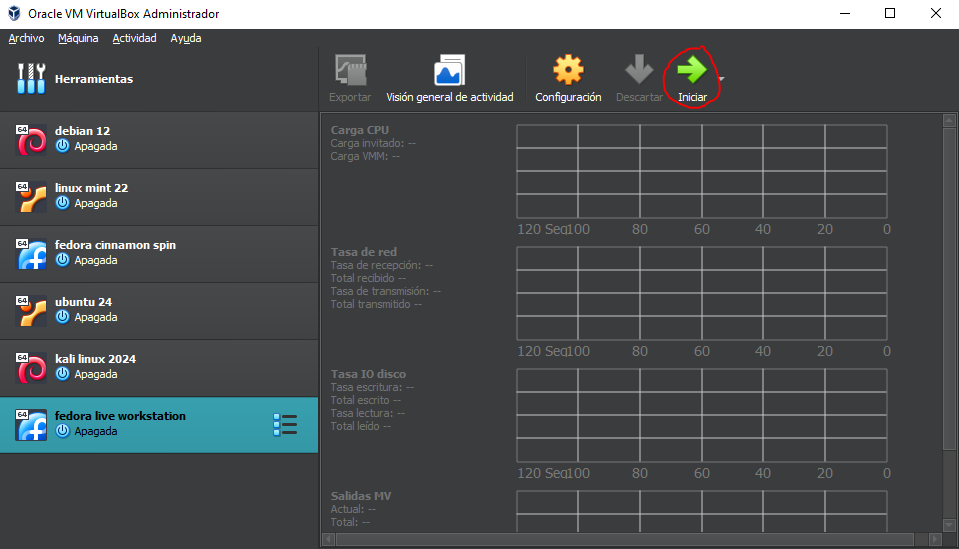 Oracle VM VirtualBox Administrador
Archivo Máquina Actividad Ayuda
Herramientas
Exportar
Visión general de actividad
Configuración
Descartar
Iniciar
64
debian 12
Apagada
64
linux mint 22
Apagada
64
fedora cinnamon spin
Apagada
64
ubuntu 24
Apagada
64
kali linux 2024
Apagada
64
fedora live workstation
Apagada
Carga CPU
Carga invitado: --
Carga VMM: --
120 Seg 100 80 60 40 20 0
Tasa de red
Tasa de recepción: --
Total recibido --
Tasa de transmisión: --
Total transmitido --
120 Seg 100 80 60 40 20 0
Tasa IO disco
Tasa escritura: --
Total escrito --
Tasa lectura: --
Total leído --
120 Seg 100 80 60 40 20 0
Salidas MV
Actual: --
Total: --